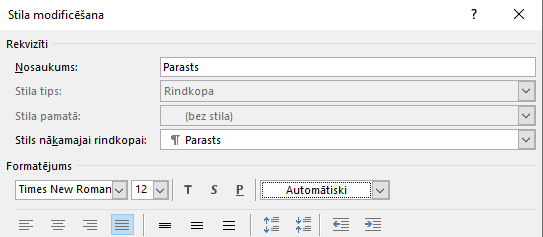 Stila modificēšana
Rekvizīti
Nosaukums: Parasts
Stila tips: Rindkopa
Stila pamatā: (bez stila)
Stils nākamajai rindkopai: ¶ Parasts
Formatējums
Times New Roman 12 T S P Automātiski